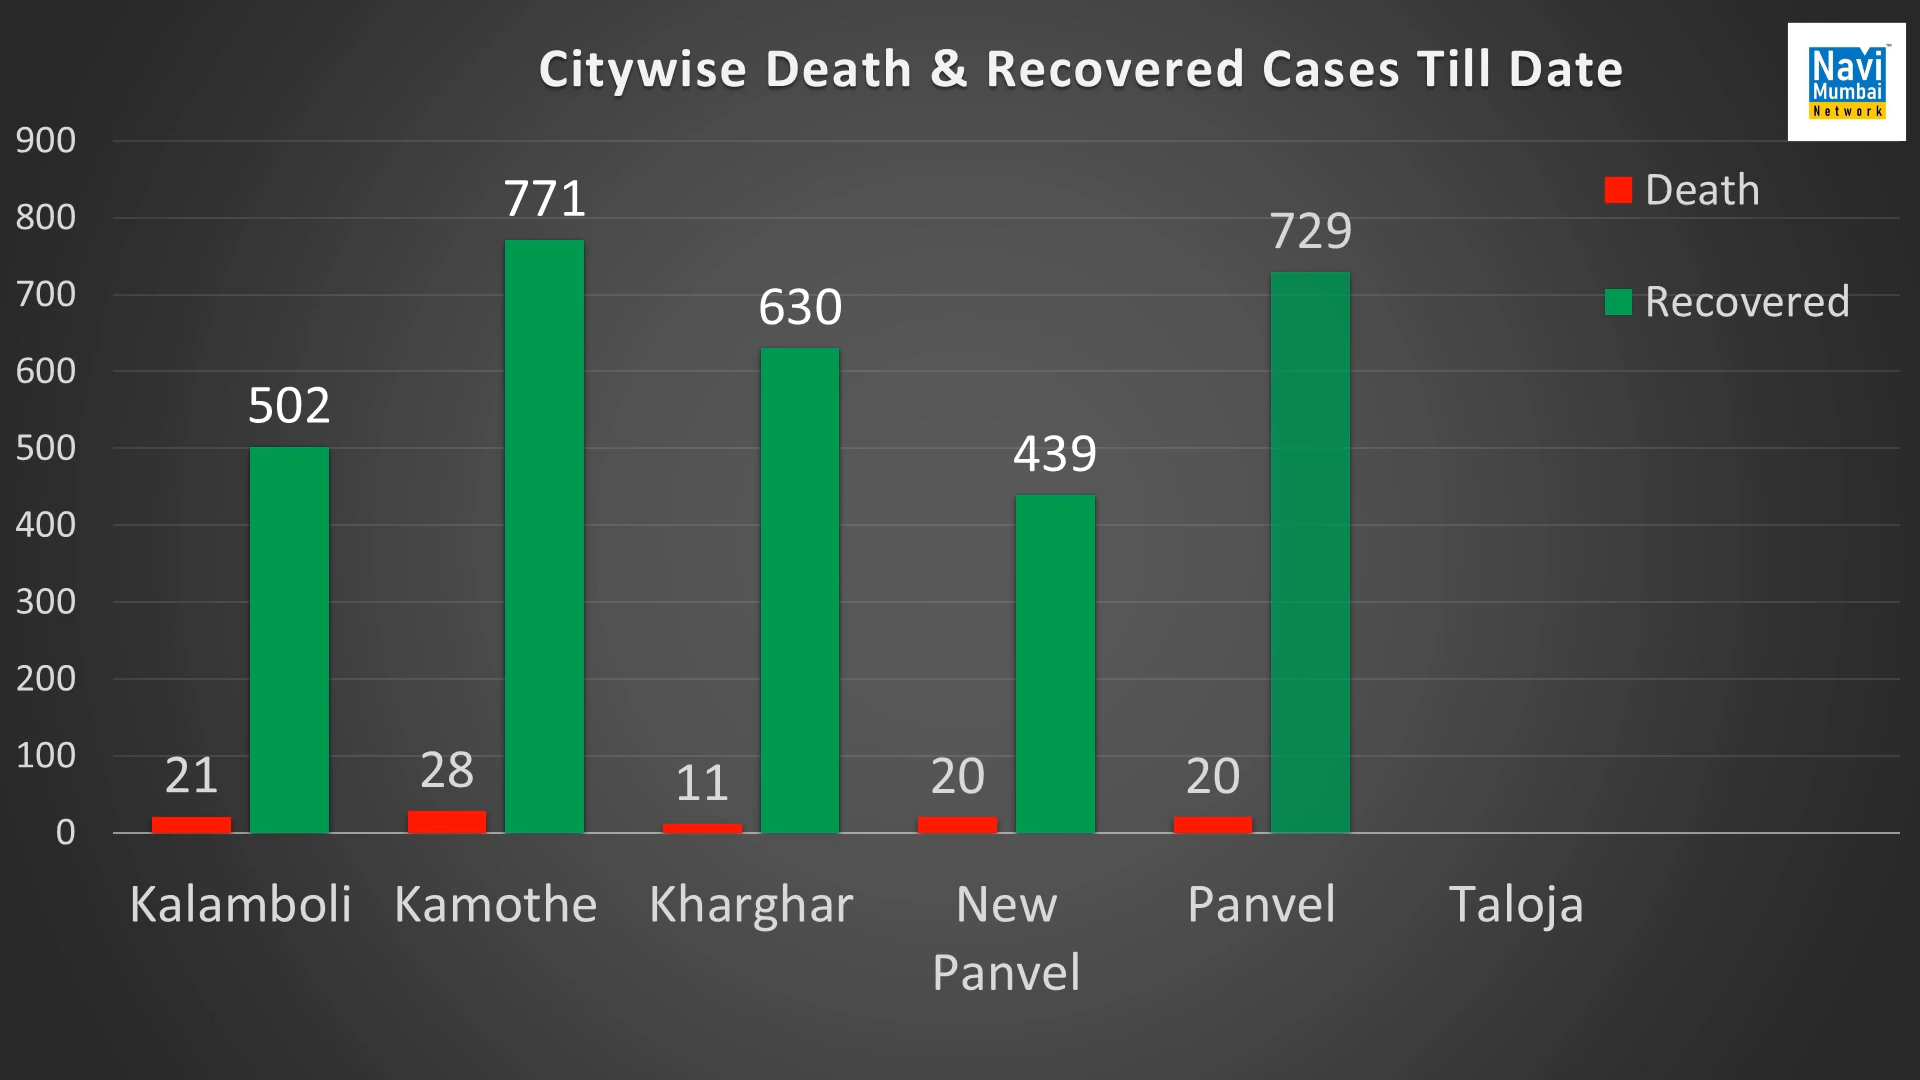 Citywise Death & Recovered Cases Till Date
Navi
Mumbai
Network
900
800
700
600
500
400
300
200
100
0
Death
Recovered
21
502
28
771
11
630
20
439
20
729
Kalamboli
Kamothe
Kharghar
New
Panvel
Panvel
Taloja